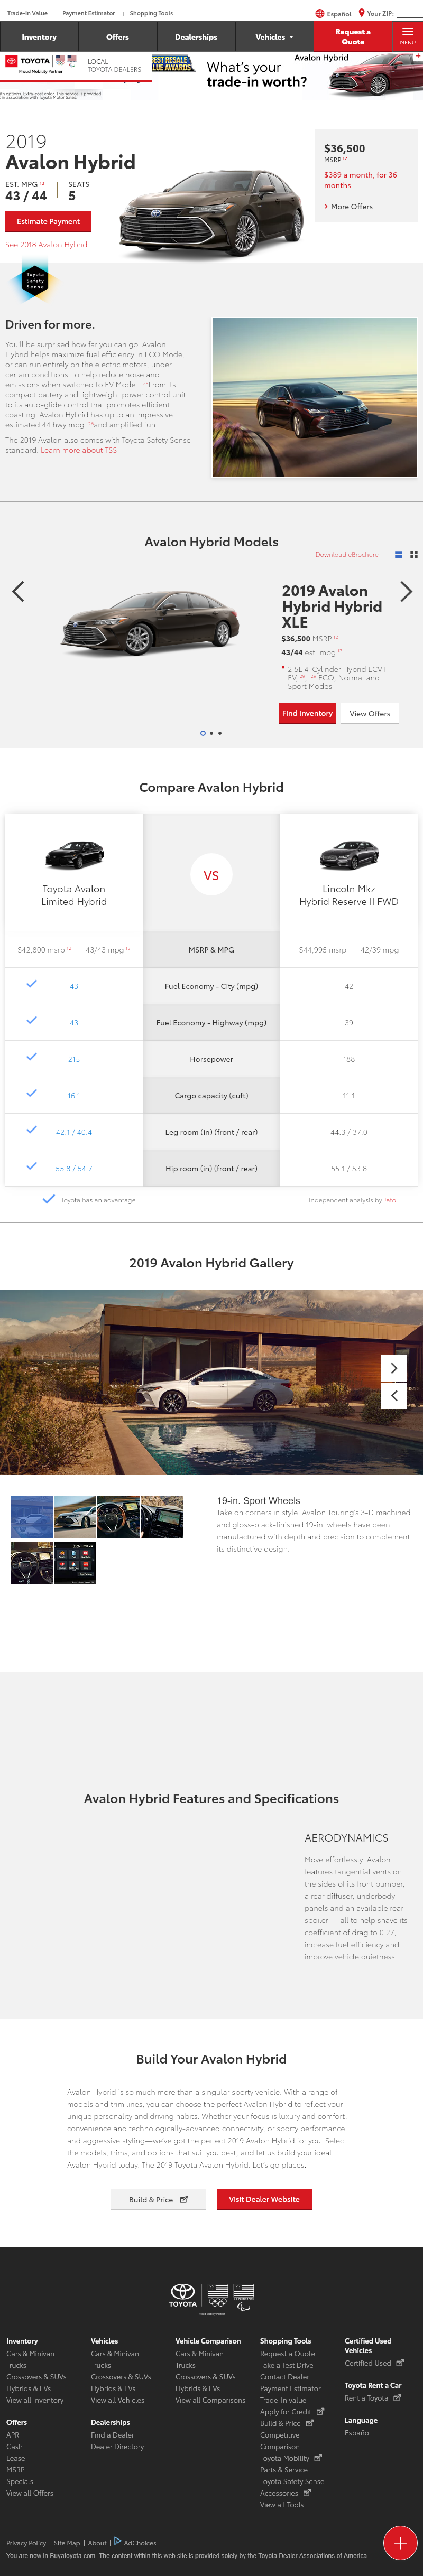 Trade-In Value | Payment Estimator | Shopping Tools
Español Your ZIP:
Inventory Offers Dealerships Vehicles Request a Quote MENU
TOYOTA
Proud Mobility Partner
LOCAL
TOYOTA DEALERS
BEST RESALE
VALUE AWARDS
What's your
trade-in worth?
Avalon Hybrid
2019
Avalon Hybrid
EST. MPG 13 SEATS
43 / 44 5
Estimate Payment
See 2018 Avalon Hybrid
$36,500
MSRP 12
$389 a month, for 36
months
More Offers
Toyota
Safety
Sense
Driven for more.
You'll be surprised how far you can go. Avalon
Hybrid helps maximize fuel efficiency in ECO Mode,
or can run entirely on the electric motors, under
certain conditions, to help reduce noise and
emissions when switched to EV Mode. 25From its
compact battery and lightweight power control unit
to its auto-glide control that promotes efficient
coasting, Avalon Hybrid has up to an impressive
estimated 44 hwy mpg 26and amplified fun.
The 2019 Avalon also comes with Toyota Safety Sense
standard. Learn more about TSS.
Avalon Hybrid Models
Download eBrochure
2019 Avalon
Hybrid Hybrid
XLE
$36,500 MSRP 12
43/44 est. mpg 13
2.5L 4-Cylinder Hybrid ECVT
EV, 25, 29 ECO, Normal and
Sport Modes
Find Inventory View Offers
Compare Avalon Hybrid
Toyota Avalon
Limited Hybrid
VS
Lincoln Mkz
Hybrid Reserve II FWD
$42,800 msrp 12 43/43 mpg 13 MSRP & MPG $44,995 msrp 42/39 mpg
43 Fuel Economy - City (mpg) 42
43 Fuel Economy - Highway (mpg) 39
215 Horsepower 188
16.1 Cargo capacity (cuft) 11.1
42.1 / 40.4 Leg room (in) (front / rear) 44.3 / 37.0
55.8 / 54.7 Hip room (in) (front / rear) 55.1 / 53.8
Toyota has an advantage Independent analysis by Jato
2019 Avalon Hybrid Gallery
19-in. Sport Wheels
Take on corners in style. Avalon Touring's 3-D machined
and gloss-black-finished 19-in. wheels have been
manufactured with depth and precision to complement
its distinctive design.
Avalon Hybrid Features and Specifications
AERODYNAMICS
Move effortlessly. Avalon
features tangential vents on
the sides of its front bumper,
a rear diffuser, underbody
panels and an available rear
spoiler — all to help shave its
coefficient of drag to 0.27,
increase fuel efficiency and
improve vehicle quietness.
Build Your Avalon Hybrid
Avalon Hybrid is so much more than a singular sporty vehicle. With a range of
models and trim lines, you can choose the perfect Avalon Hybrid to reflect your
unique personality and driving habits. Whether your focus is luxury and comfort,
convenience and technologically-advanced connectivity, or sporty performance
and aggressive styling—we've got the perfect 2019 Avalon Hybrid for you. Select
the models, trims, and options that suit you best, and let us build your ideal
Avalon Hybrid today. The 2019 Toyota Avalon Hybrid. Let's go places.
Build & Price Visit Dealer Website
TOYOTA
Proud Mobility Partner
Inventory
Cars & Minivan
Trucks
Crossovers & SUVs
Hybrids & EVs
View all Inventory
Offers
APR
Cash
Lease
MSRP
Specials
View all Offers
Vehicles
Cars & Minivan
Trucks
Crossovers & SUVs
Hybrids & EVs
View all Vehicles
Dealerships
Find a Dealer
Dealer Directory
Vehicle Comparison
Cars & Minivan
Trucks
Crossovers & SUVs
Hybrids & EVs
View all Comparisons
Shopping Tools
Request a Quote
Take a Test Drive
Contact Dealer
Payment Estimator
Trade-In value
Apply for Credit
Build & Price
Competitive
Comparison
Toyota Mobility
Parts & Service
Toyota Safety Sense
Accessories
View all Tools
Certified Used
Vehicles
Certified Used
Toyota Rent a Car
Rent a Toyota
Language
Español
Privacy Policy | Site Map | About | AdChoices
You are now in Buyatoyota.com. The content within this web site is provided solely by the Toyota Dealer Associations of America.